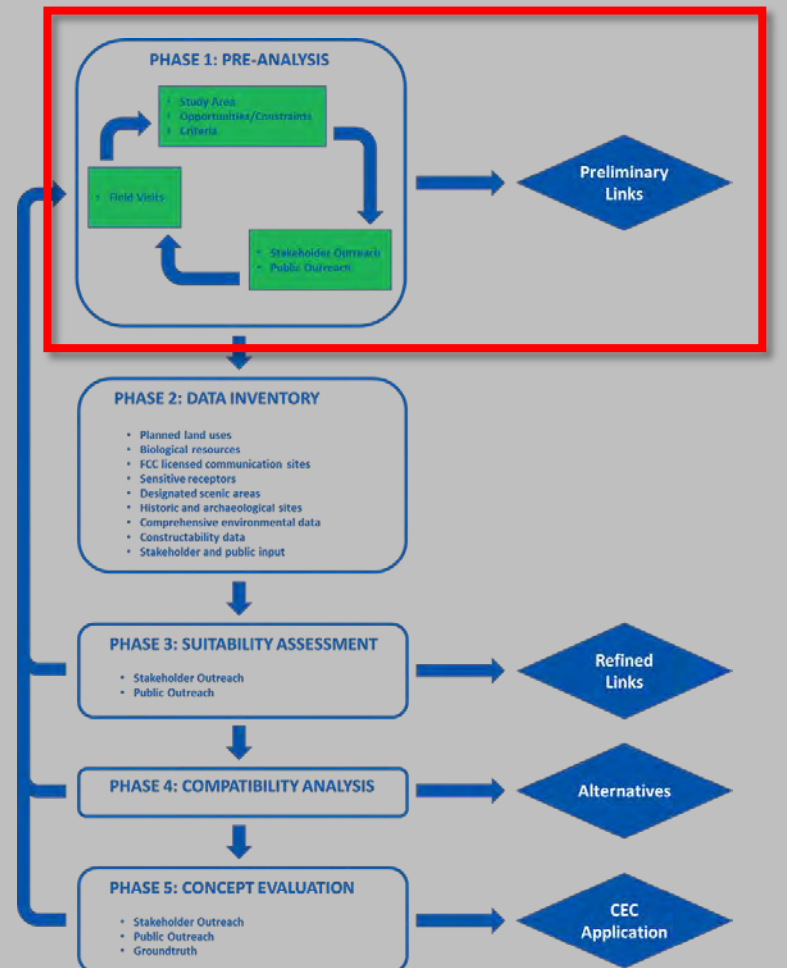 PHASE 1: PRE-ANALYSIS
• Study Area
• Opportunities/Constraints
• Criteria
• Field Visits
• Stakeholder Outreach
• Public Outreach
Preliminary
Links
PHASE 2: DATA INVENTORY
• Planned land uses
• Biological resources
• FCC licensed communication sites
• Sensitive receptors
• Designated scenic areas
• Historic and archaeological sites
• Comprehensive environmental data
• Constructability data
• Stakeholder and public input
PHASE 3: SUITABILITY ASSESSMENT
• Stakeholder Outreach
• Public Outreach
Refined
Links
PHASE 4: COMPATIBILITY ANALYSIS
Alternatives
PHASE 5: CONCEPT EVALUATION
• Stakeholder Outreach
• Public Outreach
• Groundtruth
CEC
Application